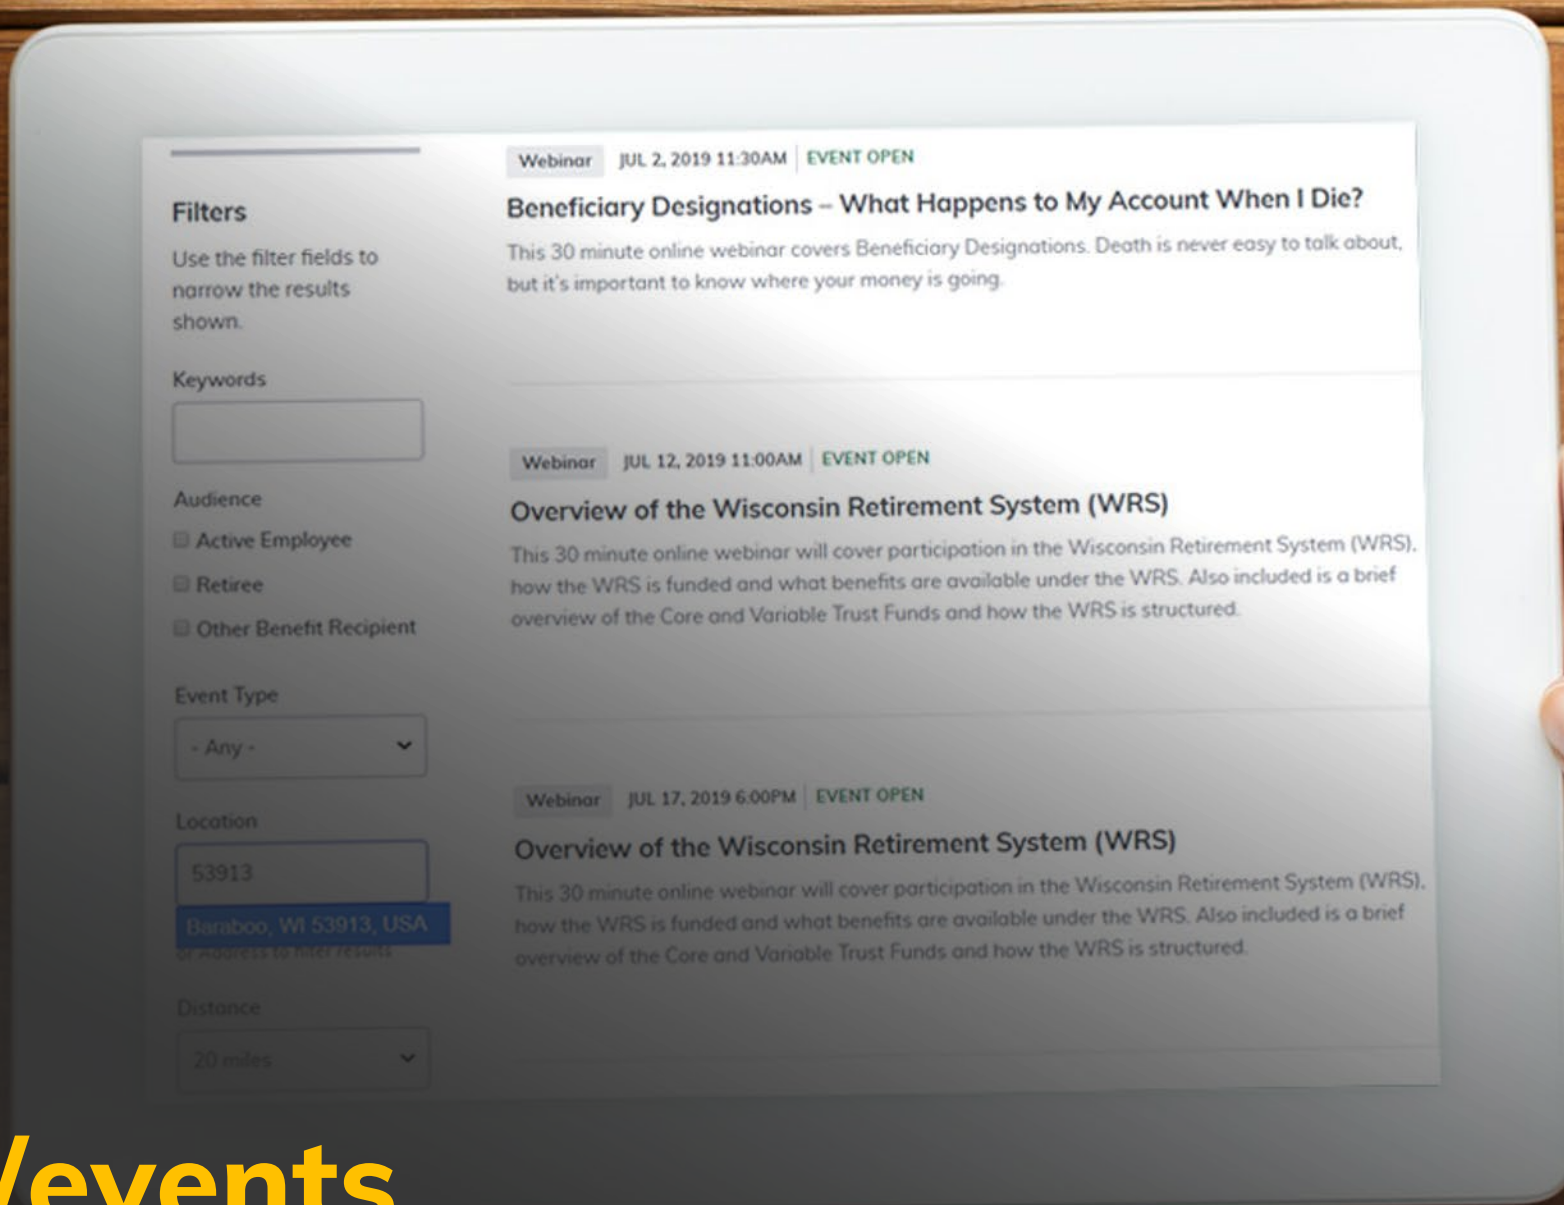 Filters
Use the filter fields to
narrow the results
shown.
Keywords
Audience
Active Employee
Retiree
Other Benefit Recipient
Event Type
- Any -
Location
53913
Baraboo, WI 53913, USA
or Address to filter results
Distance
20 miles
Webinar JUL 2, 2019 11:30AM EVENT OPEN
Beneficiary Designations – What Happens to My Account When I Die?
This 30 minute online webinar covers Beneficiary Designations. Death is never easy to talk about,
but it's important to know where your money is going.
Webinar JUL 12, 2019 11:00AM EVENT OPEN
Overview of the Wisconsin Retirement System (WRS)
This 30 minute online webinar will cover participation in the Wisconsin Retirement System (WRS),
how the WRS is funded and what benefits are available under the WRS. Also included is a brief
overview of the Core and Variable Trust Funds and how the WRS is structured.
Webinar JUL 17, 2019 6:00PM EVENT OPEN
Overview of the Wisconsin Retirement System (WRS)
This 30 minute online webinar will cover participation in the Wisconsin Retirement System (WRS),
how the WRS is funded and what benefits are available under the WRS. Also included is a brief
overview of the Core and Variable Trust Funds and how the WRS is structured.
/events